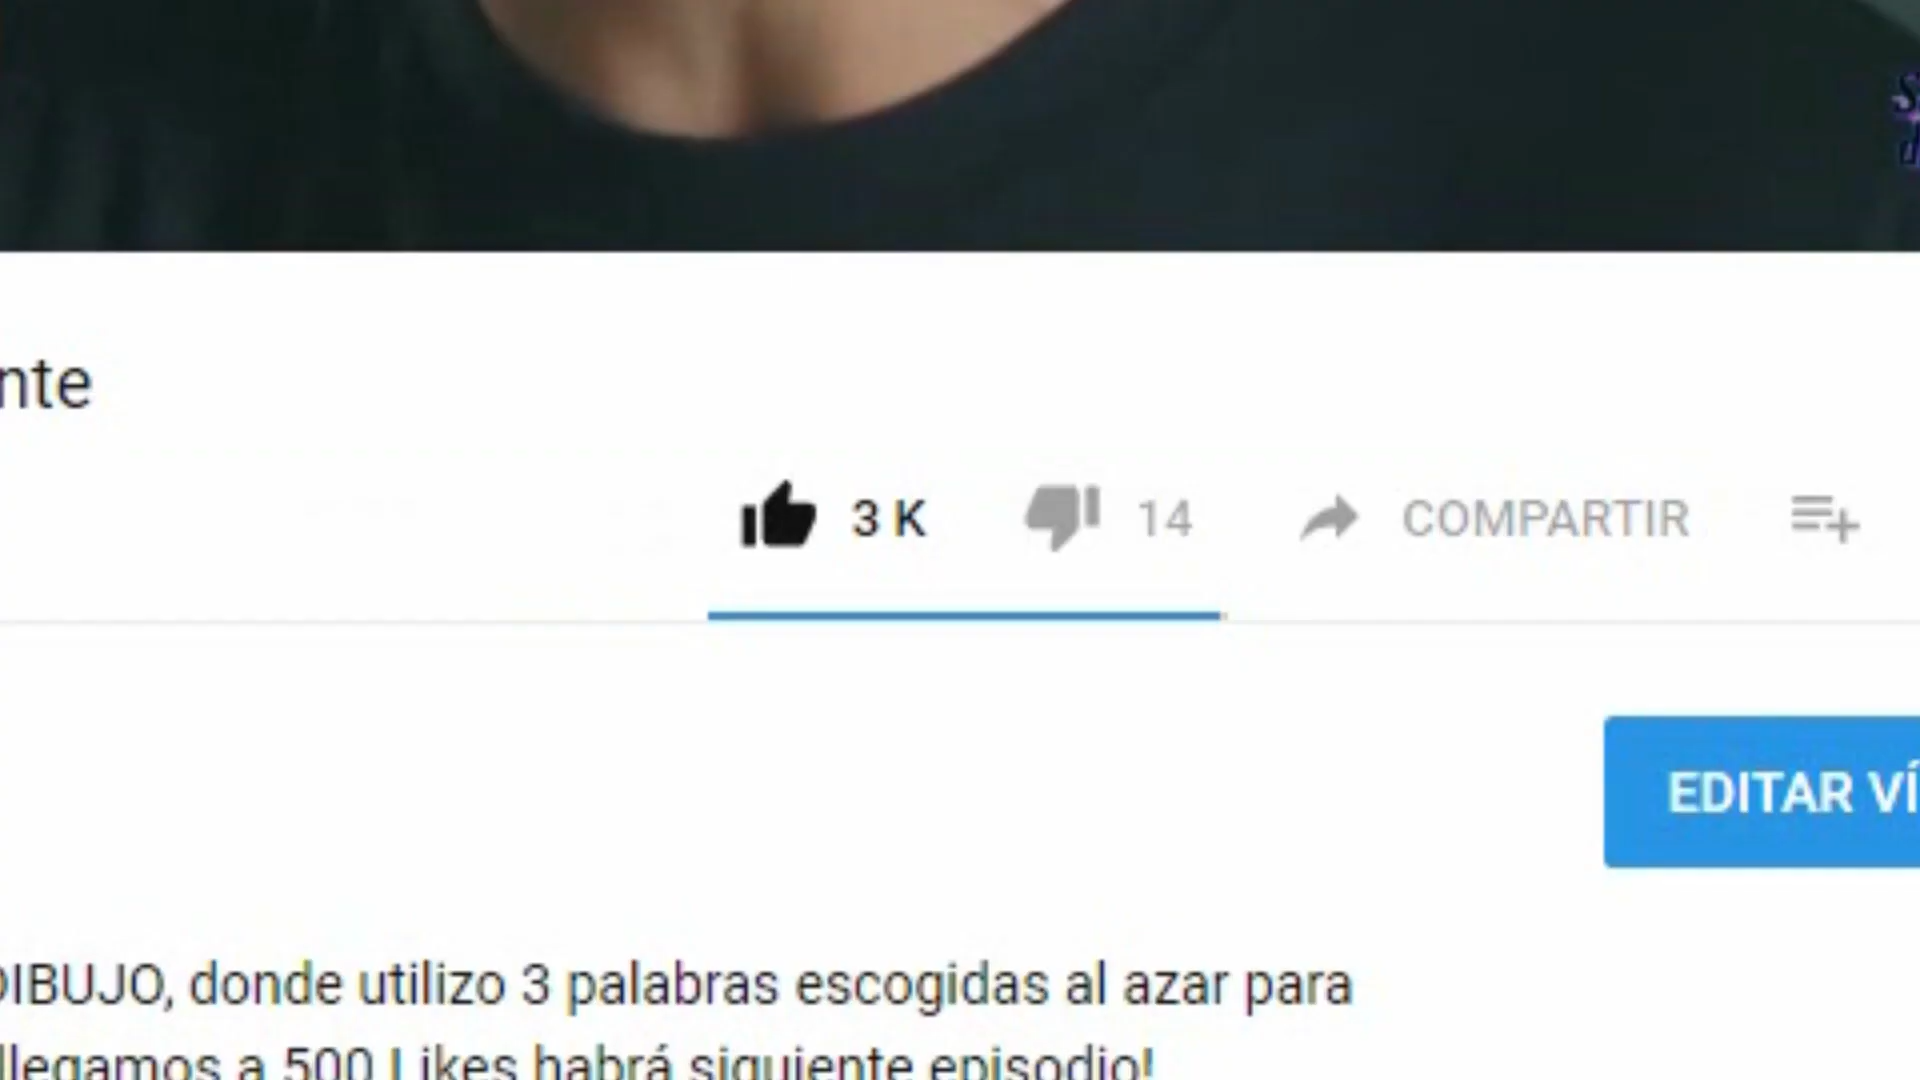 nte
3 K 14 COMPARTIR
EDITAR VÍ
DIBUJO, donde utilizo 3 palabras escogidas al azar para
llegamos a 500 Likes habrá siguiente episodio!